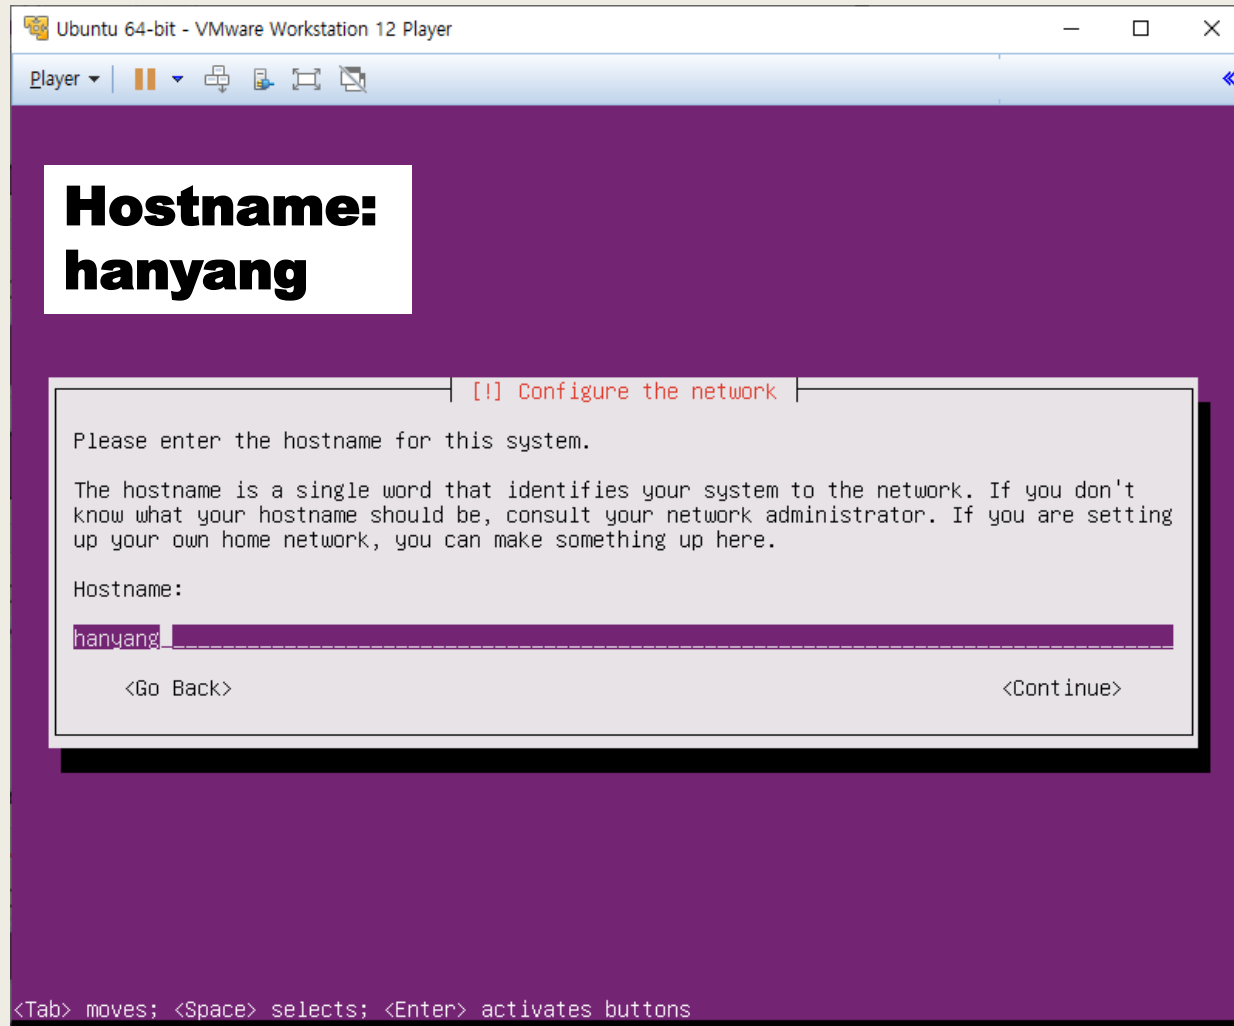 Ubuntu 64-bit - VMware Workstation 12 Player
Player
Hostname:
hanyang
[!] Configure the network
Please enter the hostname for this system.
The hostname is a single word that identifies your system to the network. If you don't
know what your hostname should be, consult your network administrator. If you are setting
up your own home network, you can make something up here.
Hostname:
hanyang
<Go Back> <Continue>
<Tab> moves; <Space> selects; <Enter> activates buttons